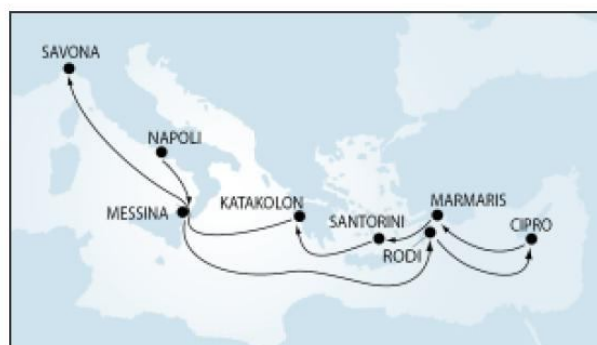 SAVONA
NAPOLI
MESSINA
KATAKOLON
SANTORINI
MARMARIS
RODI
CIPRO